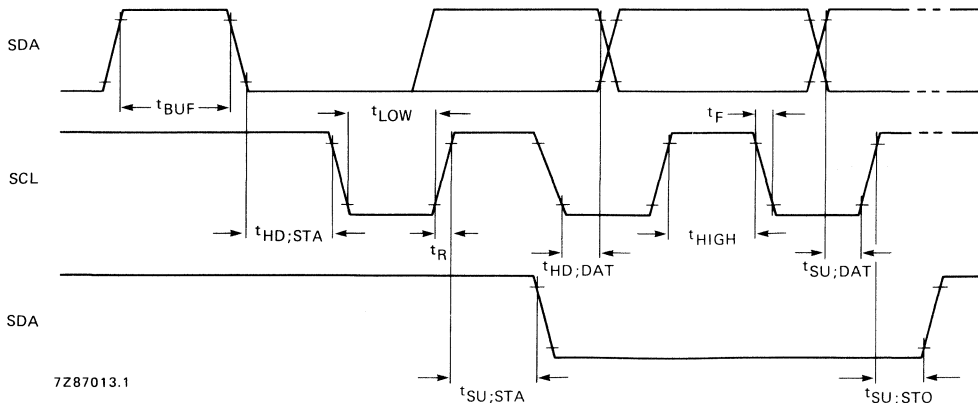 SDA
tBUF
tLOW
tF
SCL
tHD;STA
tR
tHD;DAT
tHIGH
tSU;DAT
SDA
7Z87013.1
tSU;STA
tSU;STO